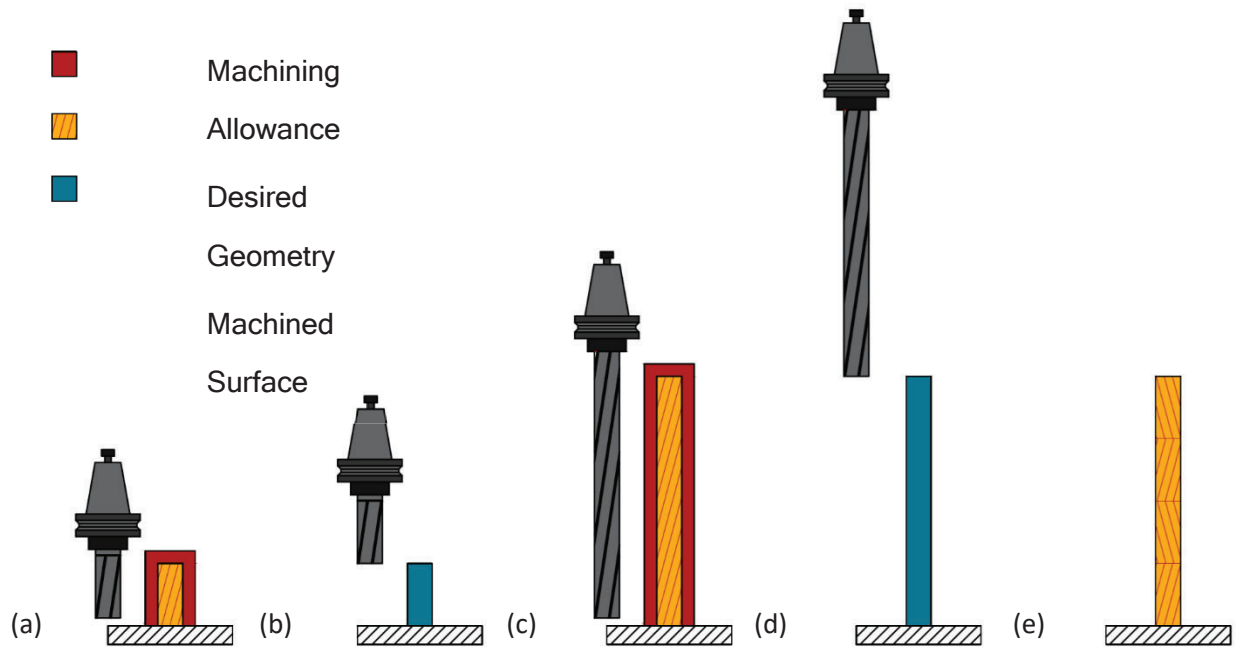 Machining
Allowance
Desired
Geometry
Machined
Surface
(a)
(b)
(c)
(d)
(e)